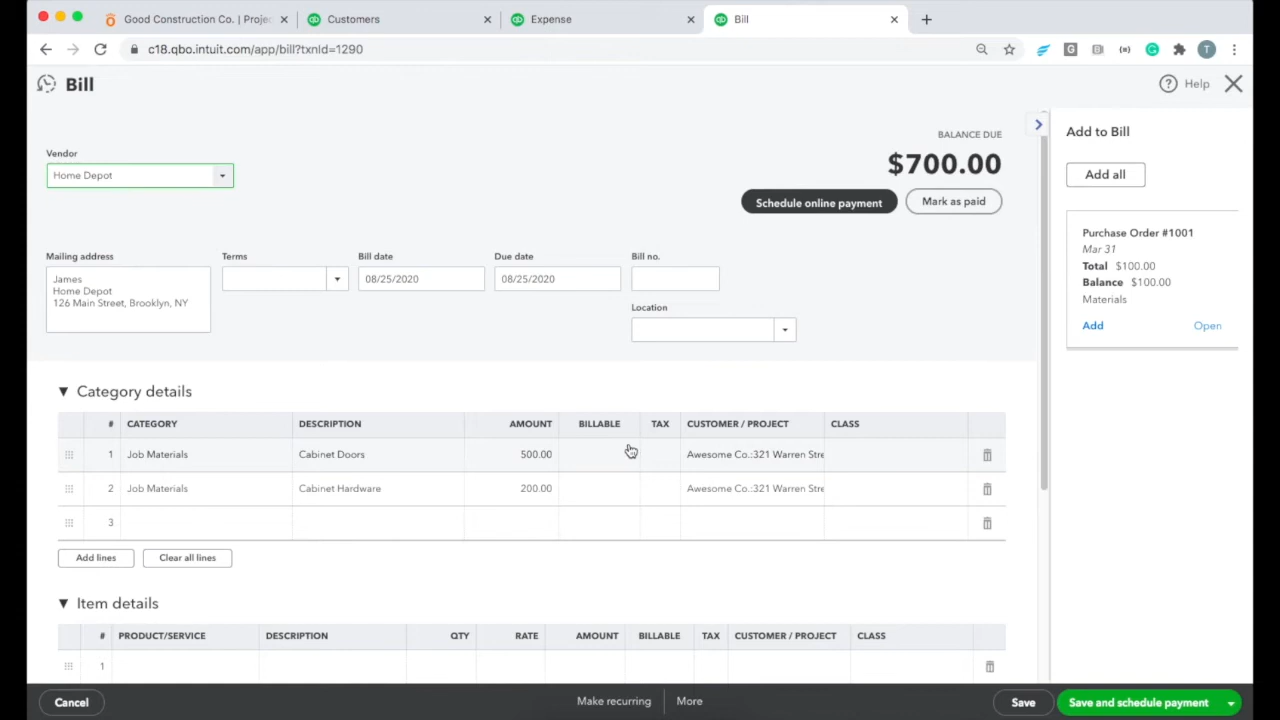 Good Construction Co. | Projec
Customers
Expense
Bill
c18.qbo.intuit.com/app/bill?txnId=1290
G
T
Bill
? Help
Vendor
Home Depot
BALANCE DUE
$700.00
Schedule online payment
Mark as paid
Mailing address
James
Home Depot
126 Main Street, Brooklyn, NY
Terms
Bill date
08/25/2020
Due date
08/25/2020
Bill no.
Location
Add to Bill
Add all
Purchase Order #1001
Mar 31
Total $100.00
Balance $100.00
Materials
Add Open
Category details
# CATEGORY DESCRIPTION AMOUNT BILLABLE TAX CUSTOMER / PROJECT CLASS
1 Job Materials Cabinet Doors 500.00 Awesome Co.:321 Warren Stre
2 Job Materials Cabinet Hardware 200.00 Awesome Co.:321 Warren Stre
3
Add lines Clear all lines
Item details
# PRODUCT/SERVICE DESCRIPTION QTY RATE AMOUNT BILLABLE TAX CUSTOMER / PROJECT CLASS
1
Cancel Make recurring More Save Save and schedule payment